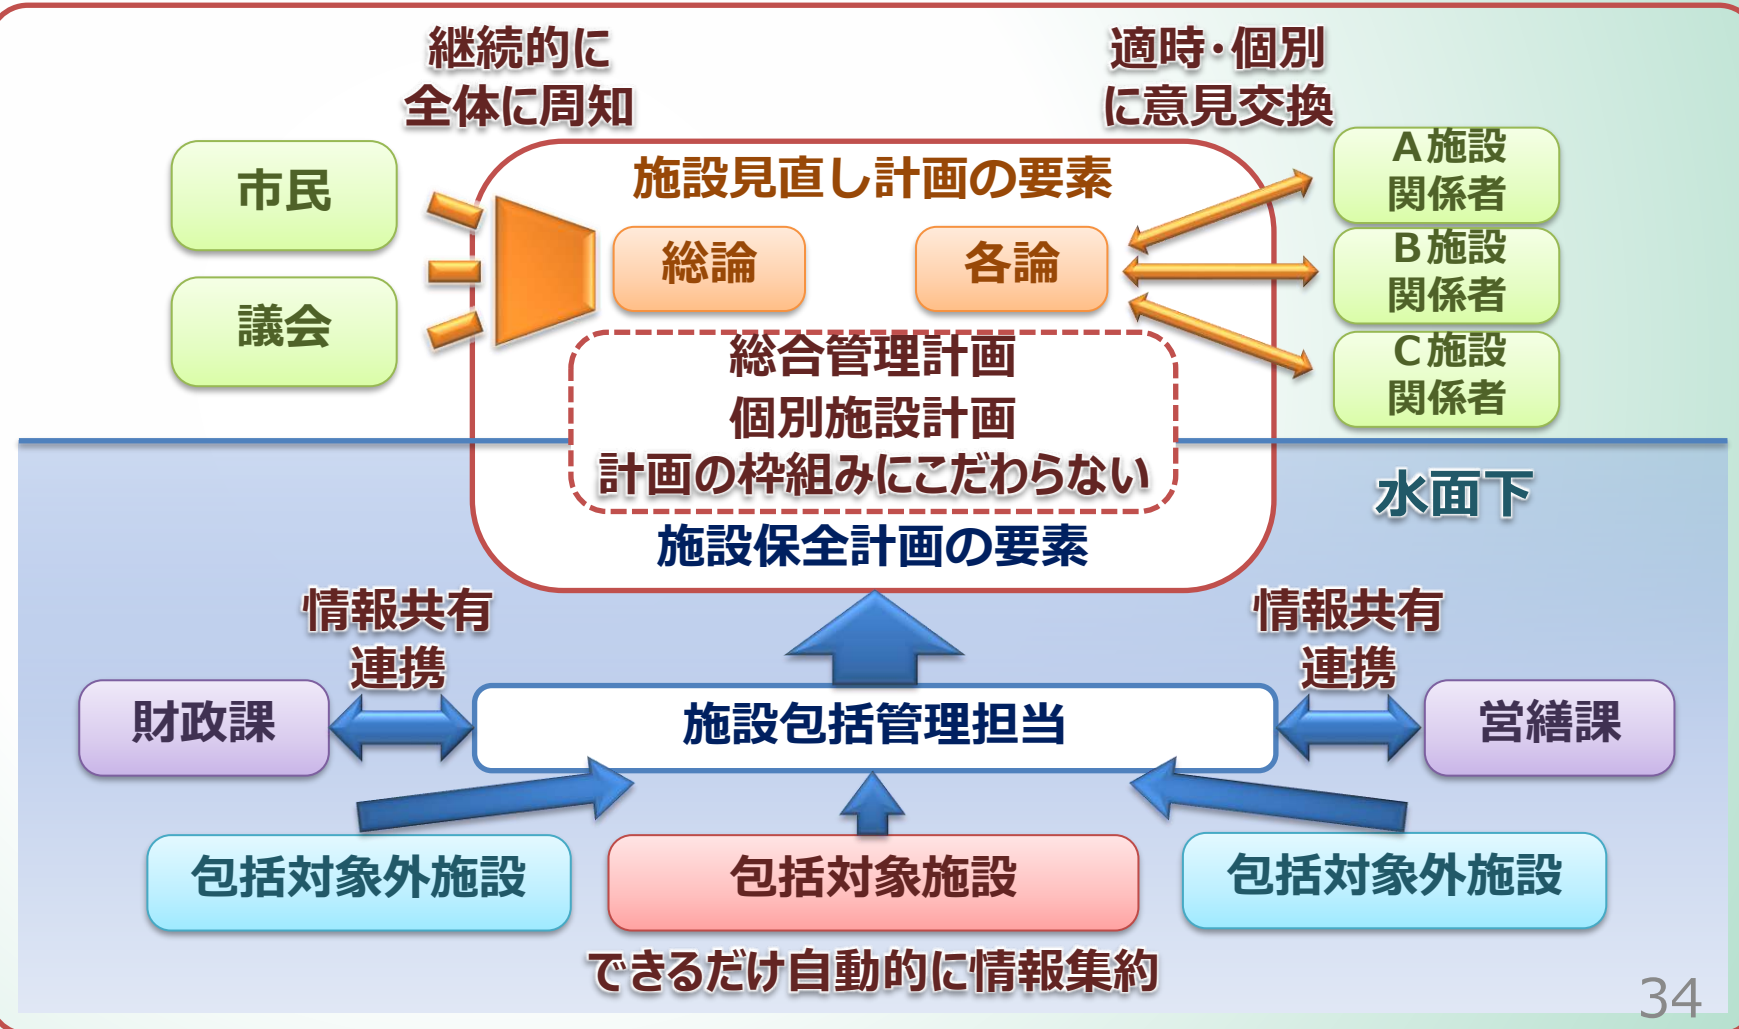 継続的に
全体に周知
適時・個別
に意見交換
市民
議会
施設見直し計画の要素
総論
各論
A施設
関係者
B施設
関係者
C施設
関係者
総合管理計画
個別施設計画
計画の枠組みにこだわらない
水面下
施設保全計画の要素
情報共有
連携
情報共有
連携
財政課
施設包括管理担当
営繕課
包括対象外施設
包括対象施設
包括対象外施設
できるだけ自動的に情報集約
34